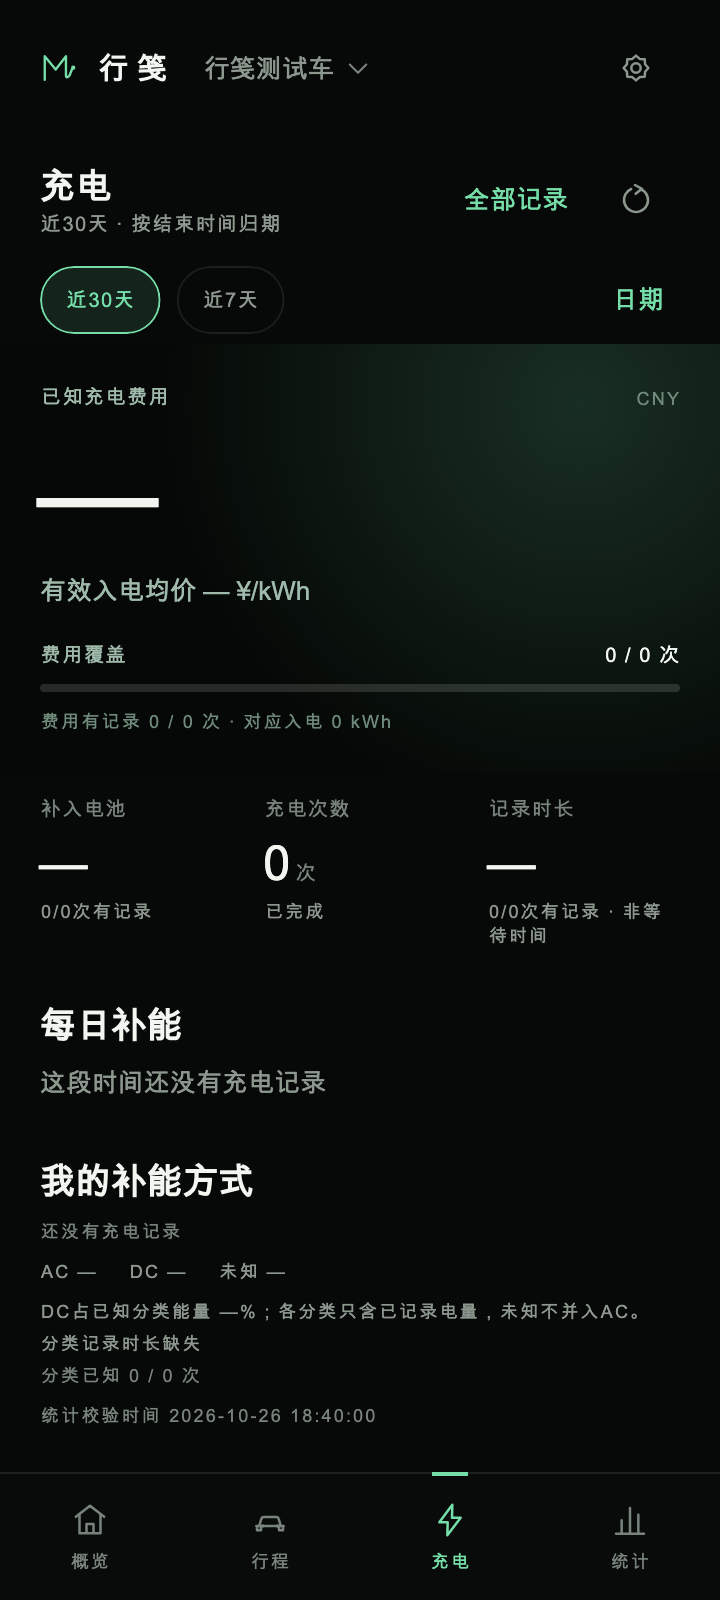 行笺 行笺测试车
充电 全部记录
近30天 · 按结束时间归期
近30天 近7天 日期
已知充电费用 CNY
—
有效入电均价 — ¥/kWh
费用覆盖 0 / 0 次
费用有记录 0 / 0 次 · 对应入电 0 kWh
补入电池 充电次数 记录时长
— 0 次 —
0/0次有记录 已完成 0/0次有记录 · 非等
待时间
每日补能
这段时间还没有充电记录
我的补能方式
还没有充电记录
AC — DC — 未知 —
DC占已知分类能量 —%；各分类只含已记录电量，未知不并入AC。
分类记录时长缺失
分类已知 0 / 0 次
统计校验时间 2026-10-26 18:40:00
概览 行程 充电 统计